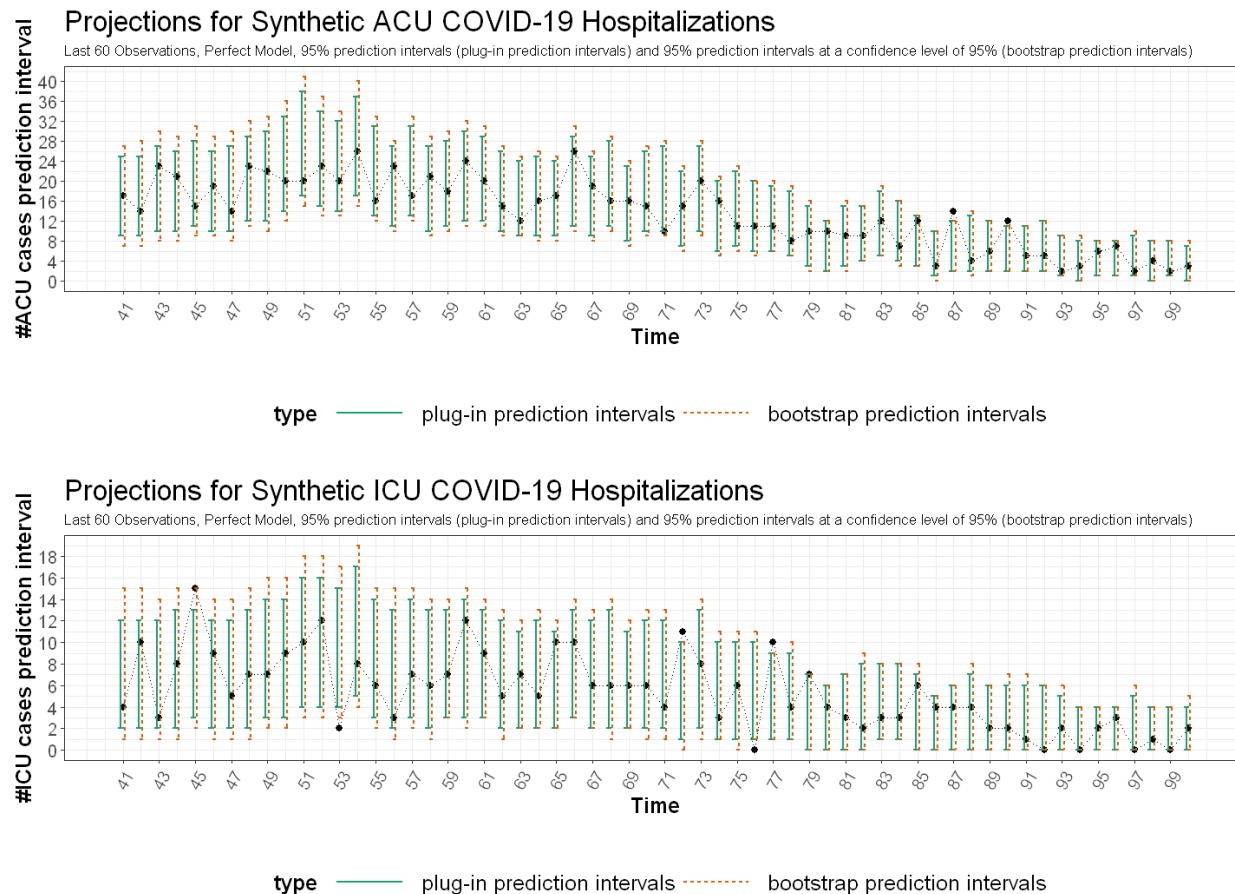 Projections for Synthetic ACU COVID-19 Hospitalizations
Last 60 Observations, Perfect Model, 95% prediction intervals (plug-in prediction intervals) and 95% prediction intervals at a confidence level of 95% (bootstrap prediction intervals)
#ACU cases prediction interval
40
36
32
28
24
20
16
12
8
4
0
41 43 45 47 49 51 53 55 57 59 61 63 65 67 69 71 73 75 77 79 81 83 85 87 89 91 93 95 97 99
Time
type plug-in prediction intervals bootstrap prediction intervals
Projections for Synthetic ICU COVID-19 Hospitalizations
Last 60 Observations, Perfect Model, 95% prediction intervals (plug-in prediction intervals) and 95% prediction intervals at a confidence level of 95% (bootstrap prediction intervals)
#ICU cases prediction interval
18
16
14
12
10
8
6
4
2
0
41 43 45 47 49 51 53 55 57 59 61 63 65 67 69 71 73 75 77 79 81 83 85 87 89 91 93 95 97 99
Time
type plug-in prediction intervals bootstrap prediction intervals